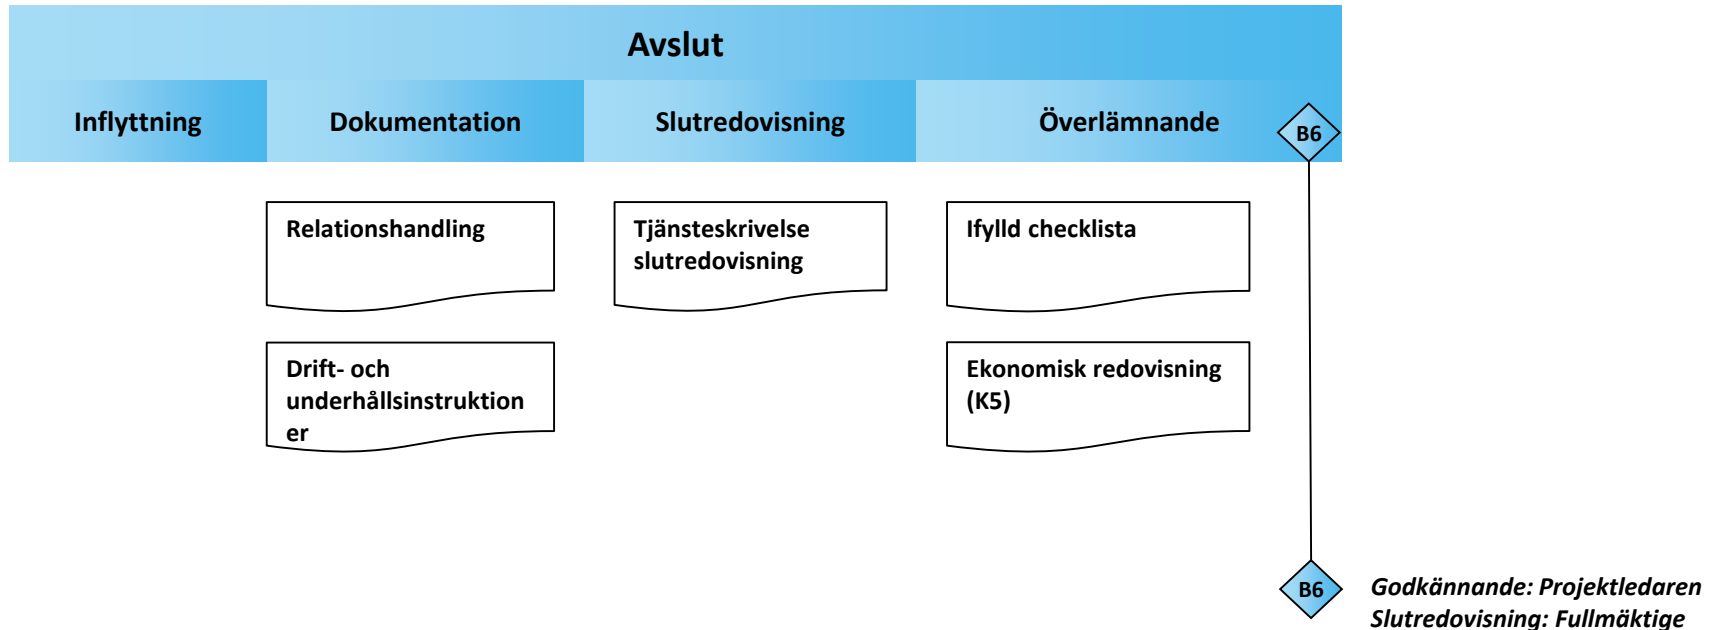 Avslut
Inflyttning
Dokumentation
Slutredovisning
Överlämnande
B6
Relationshandling
Tjänsteskrivelse
slutredovisning
Ifylld checklista
Drift- och
underhållsinstruktion
er
Ekonomisk redovisning
(K5)
B6
Godkännande: Projektledaren
Slutredovisning: Fullmäktige